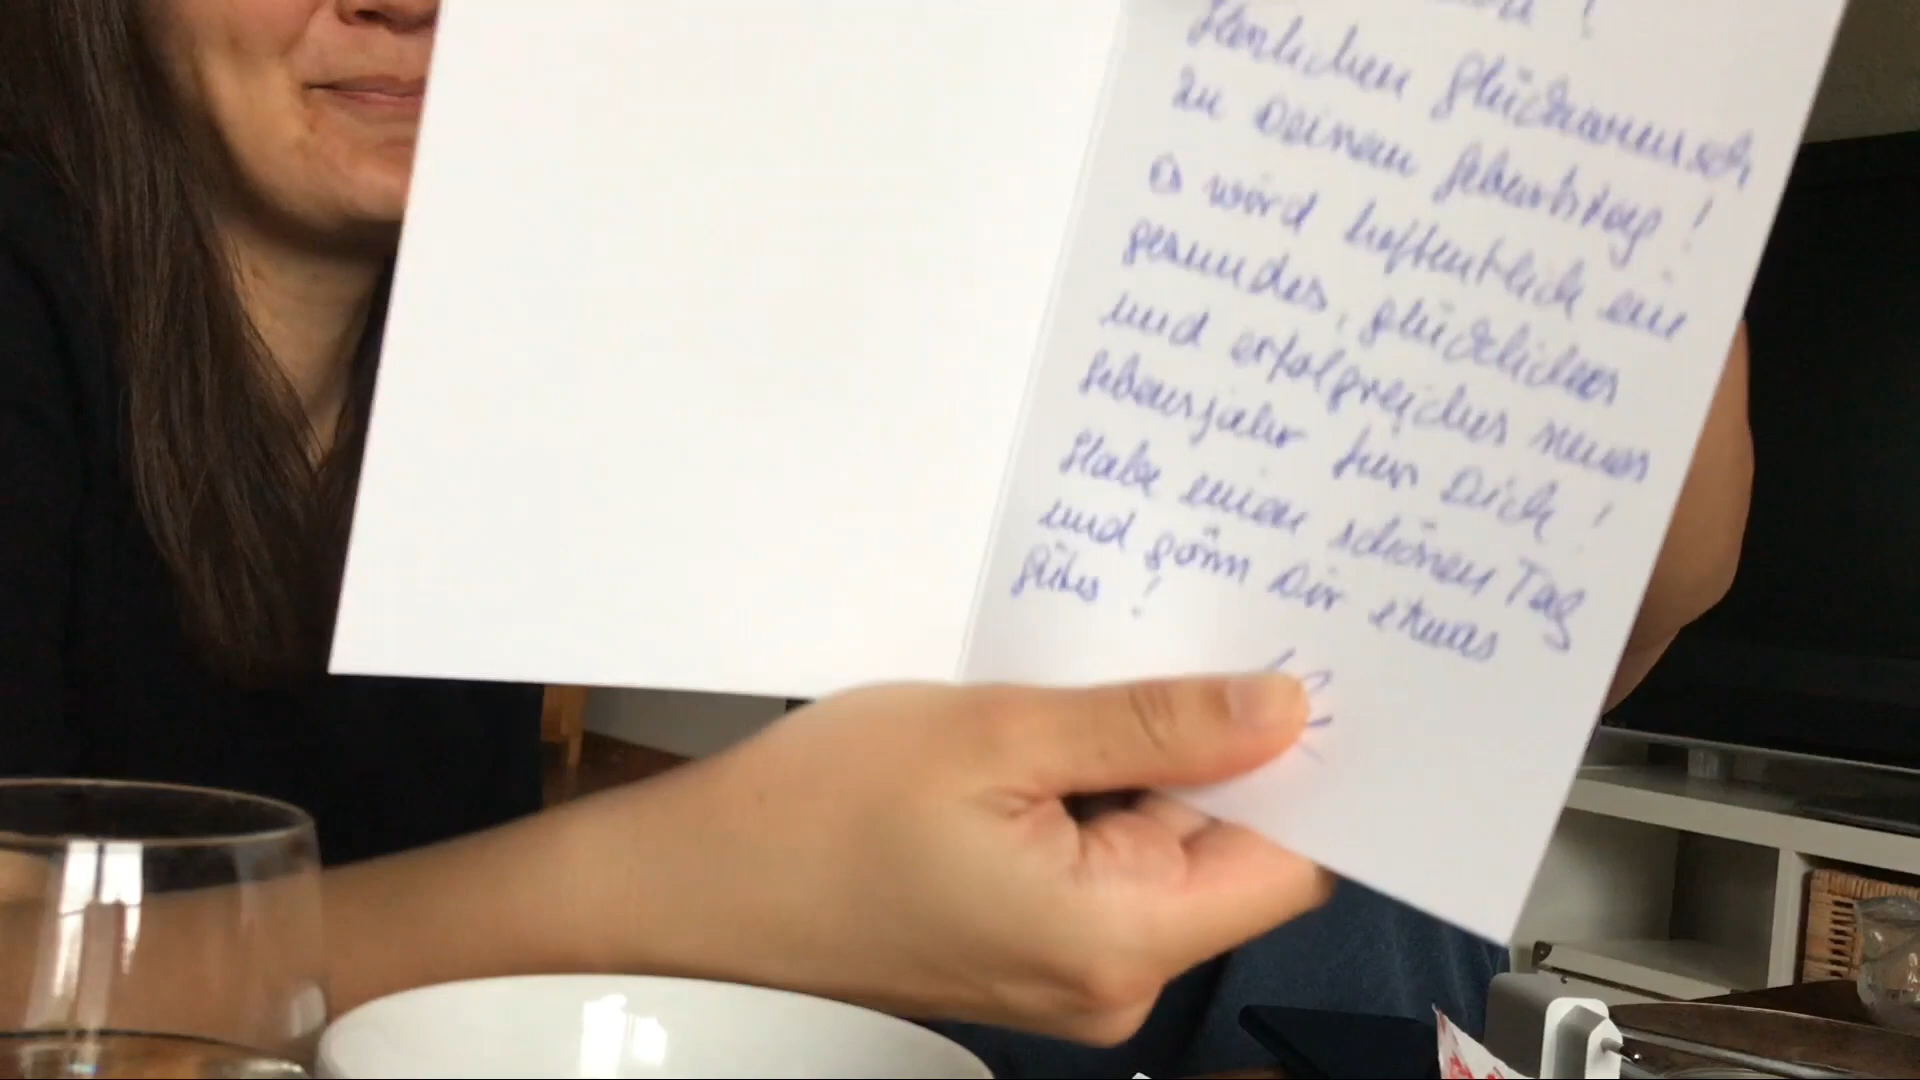 Herzlichen Glückwunsch
zu Deinem Geburtstag!
Es wird hoffentlich ein
gesundes, glückliches
und erfolgreiches neues
Lebensjahr für Dich!
Habe einen schönen Tag
und gönn Dir etwas
Gutes!